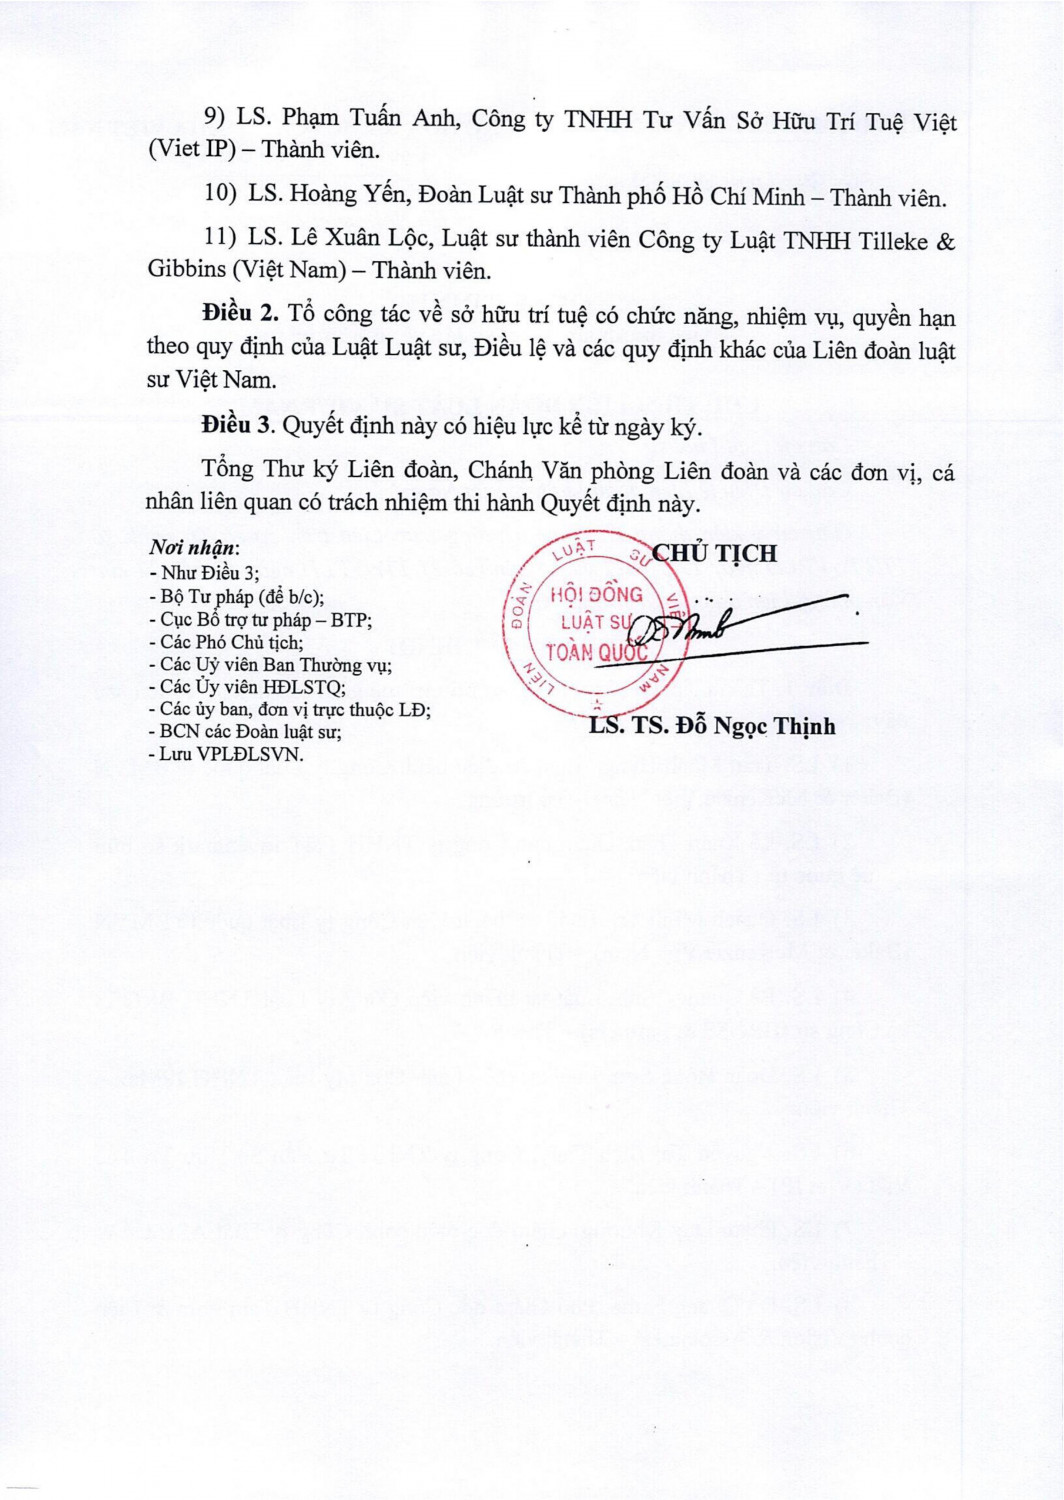 9) LS. Phạm Tuấn Anh, Công ty TNHH Tư Vấn Sở Hữu Trí Tuệ Việt
(Viet IP) – Thành viên.
10) LS. Hoàng Yến, Đoàn Luật sư Thành phố Hồ Chí Minh – Thành viên.
11) LS. Lê Xuân Lộc, Luật sư thành viên Công ty Luật TNHH Tilleke &
Gibbins (Việt Nam) – Thành viên.
Điều 2. Tổ công tác về sở hữu trí tuệ có chức năng, nhiệm vụ, quyền hạn
theo quy định của Luật Luật sư, Điều lệ và các quy định khác của Liên đoàn luật
sư Việt Nam.
Điều 3. Quyết định này có hiệu lực kể từ ngày ký.
Tổng Thư ký Liên đoàn, Chánh Văn phòng Liên đoàn và các đơn vị, cá
nhân liên quan có trách nhiệm thi hành Quyết định này.
Nơi nhận:
- Như Điều 3;
- Bộ Tư pháp (để b/c);
- Cục Bổ trợ tư pháp – BTP;
- Các Phó Chủ tịch;
- Các Uỷ viên Ban Thường vụ;
- Các Ủy viên HĐLSTQ;
- Các ủy ban, đơn vị trực thuộc LĐ;
- BCN các Đoàn luật sư;
- Lưu VPLĐLSVN.
CHỦ TỊCH
LIÊN ĐOÀN LUẬT SƯ VIỆT NAM
HỘI ĐỒNG
LUẬT SƯ
TOÀN QUỐC
LS. TS. Đỗ Ngọc Thịnh